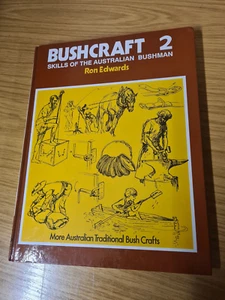 BUSHCRAFT 2
SKILLS OF THE AUSTRALIAN BUSHMAN
Ron Edwards
More Australian Traditional Bush Crafts